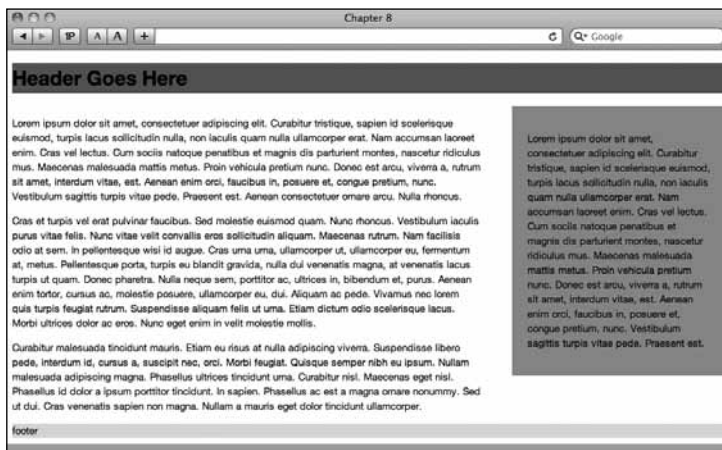 Chapter 8
1P A A +
Google
Header Goes Here
Lorem ipsum dolor sit amet, consectetuer adipiscing elit. Curabitur tristique, sapien id scelerisque
euismod, turpis lacus sollicitudin nulla, non iaculis quam nulla ullamcorper erat. Nam accumsan laoreet
enim. Cras vel lectus. Cum sociis natoque penatibus et magnis dis parturient montes, nascetur ridiculus
mus. Maecenas malesuada mattis metus. Proin vehicula pretium nunc. Donec est arcu, viverra a, rutrum
sit amet, interdum vitae, est. Aenean enim orci, faucibus in, posuere et, congue pretium, nunc.
Vestibulum sagittis turpis vitae pede. Praesent est. Aenean consectetuer ornare arcu. Nulla rhoncus.
Cras et turpis vel erat pulvinar faucibus. Sed molestie euismod quam. Nunc rhoncus. Vestibulum iaculis
purus vitae felis. Nunc vitae velit convallis eros sollicitudin aliquam. Maecenas rutrum. Nam facilisis
odio at sem. In pellentesque wisi id augue. Cras urna urna, ullamcorper ut, ullamcorper eu, fermentum
at, metus. Pellentesque porta, turpis eu blandit gravida, nulla dui venenatis magna, at venenatis lacus
turpis ut quam. Donec pharetra. Nulla neque sem, porttitor ac, ultrices in, bibendum et, purus. Aenean
enim tortor, cursus ac, molestie posuere, ullamcorper eu, dui. Aliquam ac pede. Vivamus nec lorem
quis turpis feugiat rutrum. Suspendisse aliquam felis ut urna. Etiam dictum odio scelerisque lacus.
Morbi ultrices dolor ac eros. Nunc eget enim in velit molestie mollis.
Curabitur malesuada tincidunt mauris. Etiam eu risus at nulla adipiscing viverra. Suspendisse libero
pede, interdum id, cursus a, suscipit nec, orci. Morbi feugiat. Quisque semper nibh eu ipsum. Nullam
malesuada adipiscing magna. Phasellus ultrices tincidunt urna. Curabitur nisl. Maecenas eget nisl.
Phasellus id dolor a ipsum porttitor tincidunt. In sapien. Phasellus ac est a magna ornare nonummy. Sed
ut dui. Cras venenatis sapien non magna. Nullam a mauris eget dolor tincidunt ullamcorper.
Lorem ipsum dolor sit amet,
consectetuer adipiscing elit. Curabitur
tristique, sapien id scelerisque euismod,
turpis lacus sollicitudin nulla, non iaculis
quam nulla ullamcorper erat. Nam
accumsan laoreet enim. Cras vel lectus.
Cum sociis natoque penatibus et
magnis dis parturient montes, nascetur
ridiculus mus. Maecenas malesuada
mattis metus. Proin vehicula pretium
nunc. Donec est arcu, viverra a, rutrum
sit amet, interdum vitae, est. Aenean
enim orci, faucibus in, posuere et,
congue pretium, nunc. Vestibulum
sagittis turpis vitae pede. Praesent est.
footer